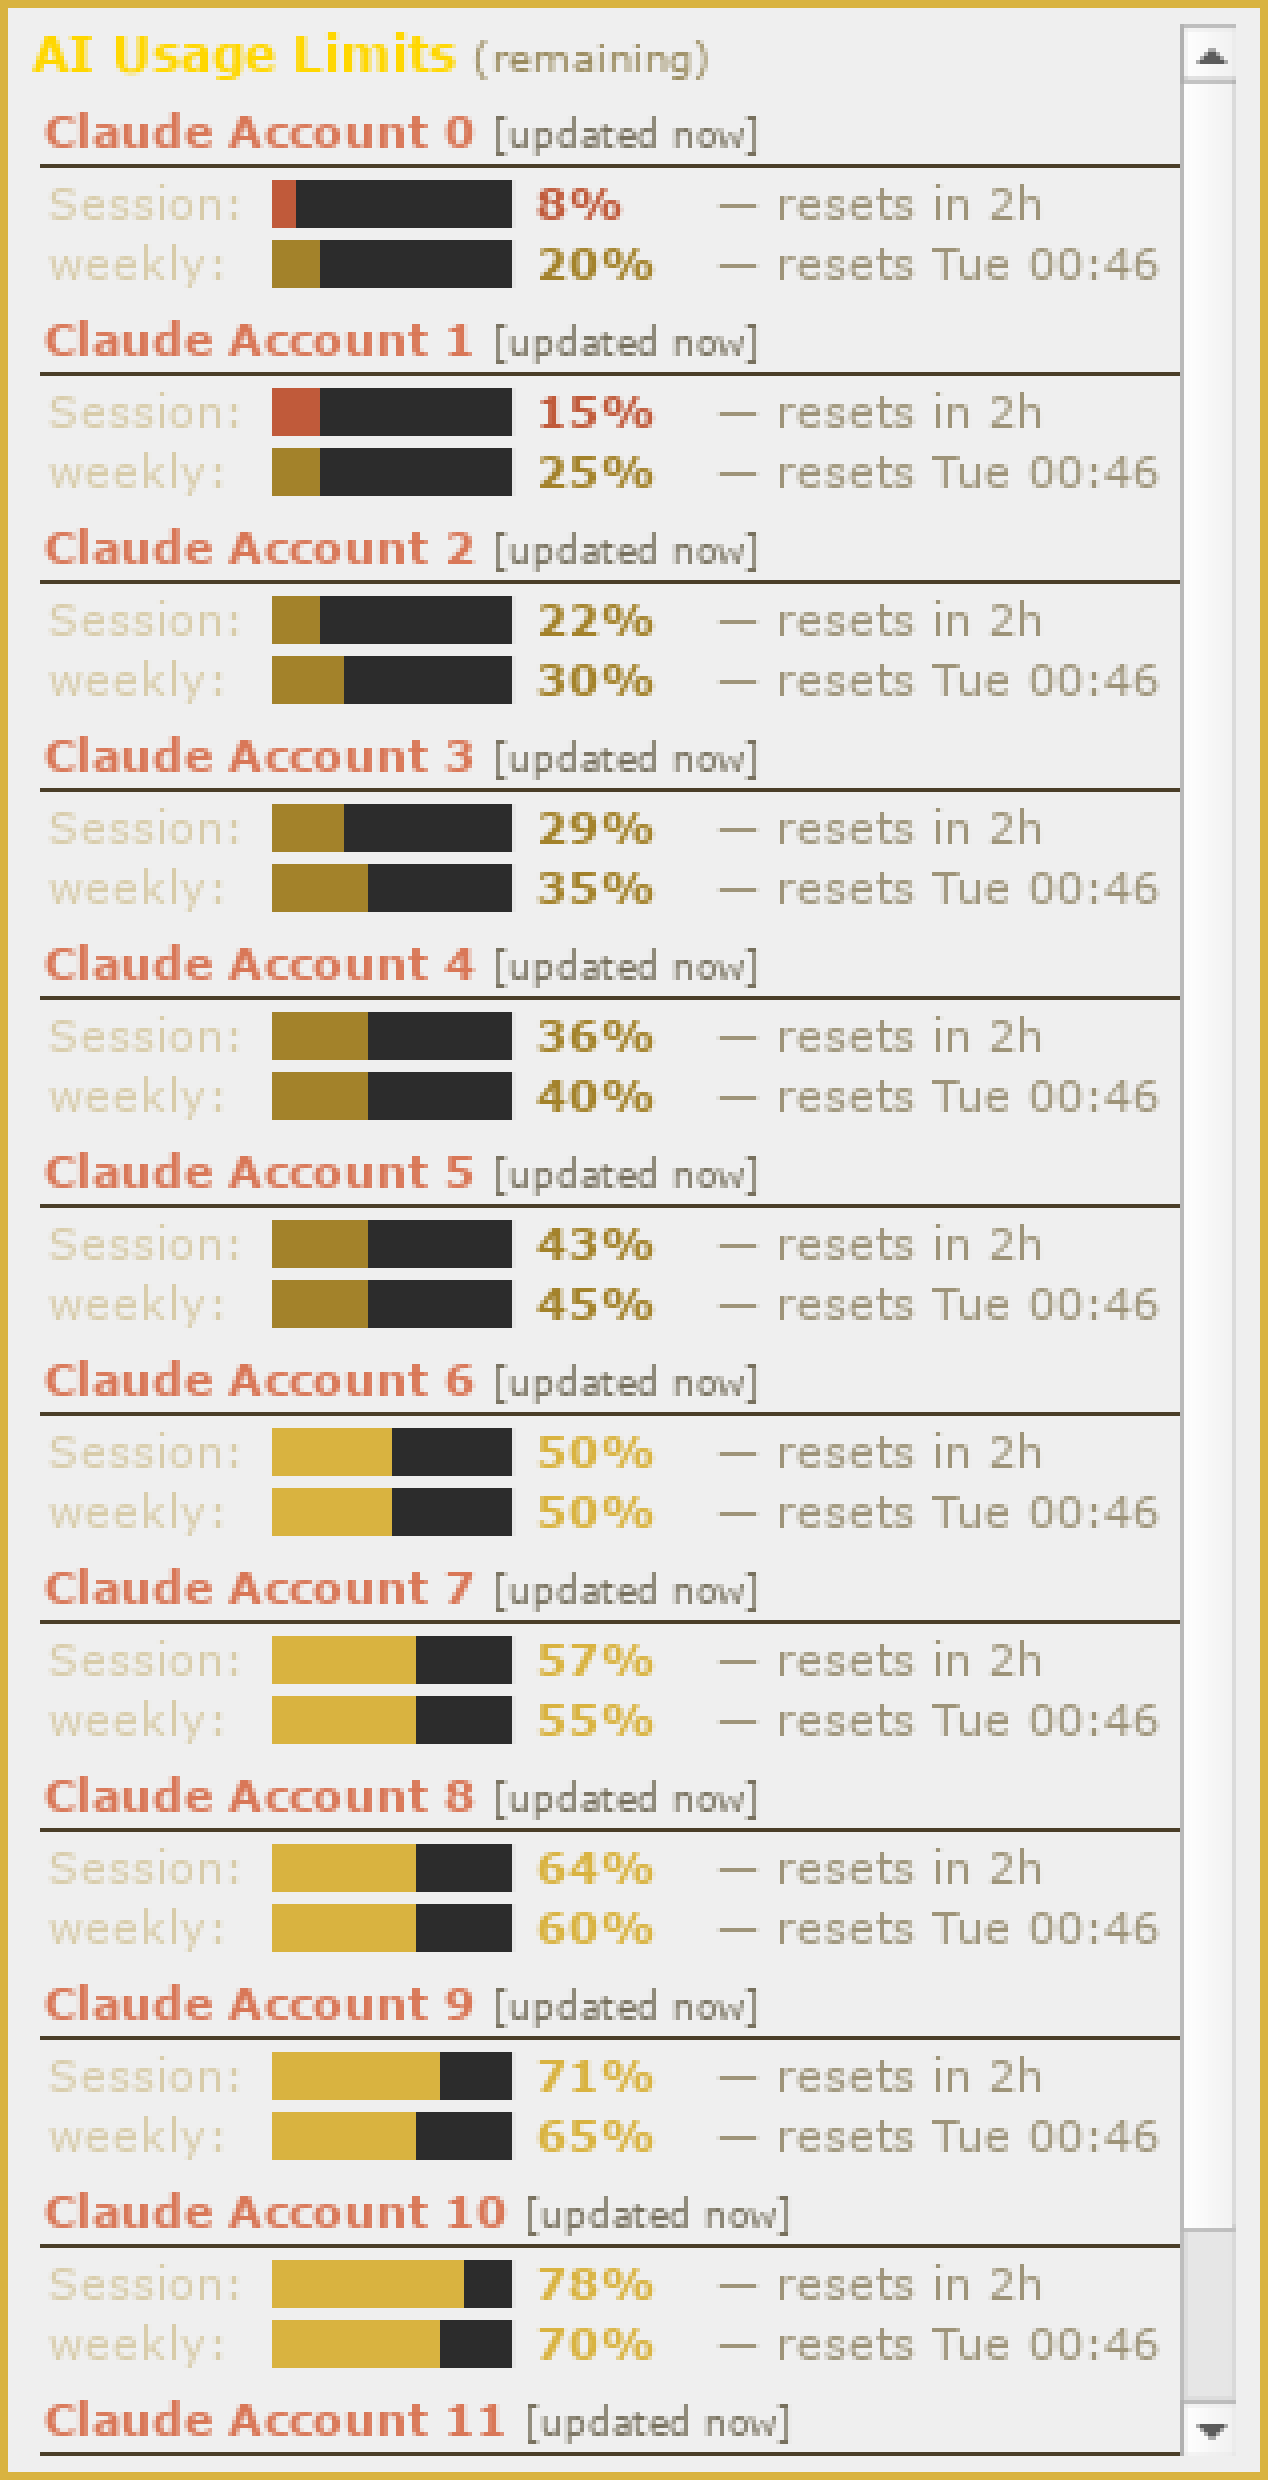 AI Usage Limits (remaining)
Claude Account 0 [updated now]
Session: 8% — resets in 2h
weekly: 20% — resets Tue 00:46
Claude Account 1 [updated now]
Session: 15% — resets in 2h
weekly: 25% — resets Tue 00:46
Claude Account 2 [updated now]
Session: 22% — resets in 2h
weekly: 30% — resets Tue 00:46
Claude Account 3 [updated now]
Session: 29% — resets in 2h
weekly: 35% — resets Tue 00:46
Claude Account 4 [updated now]
Session: 36% — resets in 2h
weekly: 40% — resets Tue 00:46
Claude Account 5 [updated now]
Session: 43% — resets in 2h
weekly: 45% — resets Tue 00:46
Claude Account 6 [updated now]
Session: 50% — resets in 2h
weekly: 50% — resets Tue 00:46
Claude Account 7 [updated now]
Session: 57% — resets in 2h
weekly: 55% — resets Tue 00:46
Claude Account 8 [updated now]
Session: 64% — resets in 2h
weekly: 60% — resets Tue 00:46
Claude Account 9 [updated now]
Session: 71% — resets in 2h
weekly: 65% — resets Tue 00:46
Claude Account 10 [updated now]
Session: 78% — resets in 2h
weekly: 70% — resets Tue 00:46
Claude Account 11 [updated now]